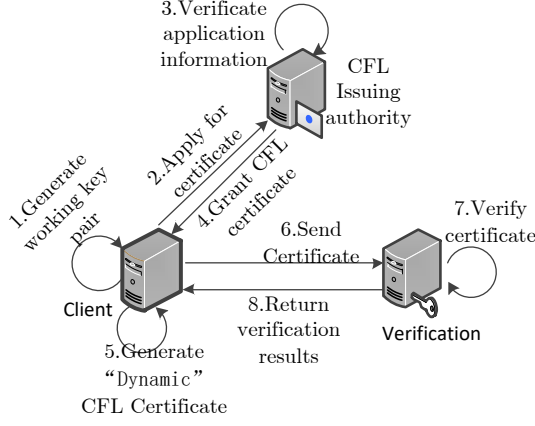 3.Verificate
application
information
CFL
Issuing
authority
2.Apply for
certificate
4.Grant CFL
certificate
1.Generate
working key
pair
6.Send
Certificate
7.Verify
certificate
Client
8.Return
verification
results
Verification
5.Generate
“Dynamic”
CFL Certificate